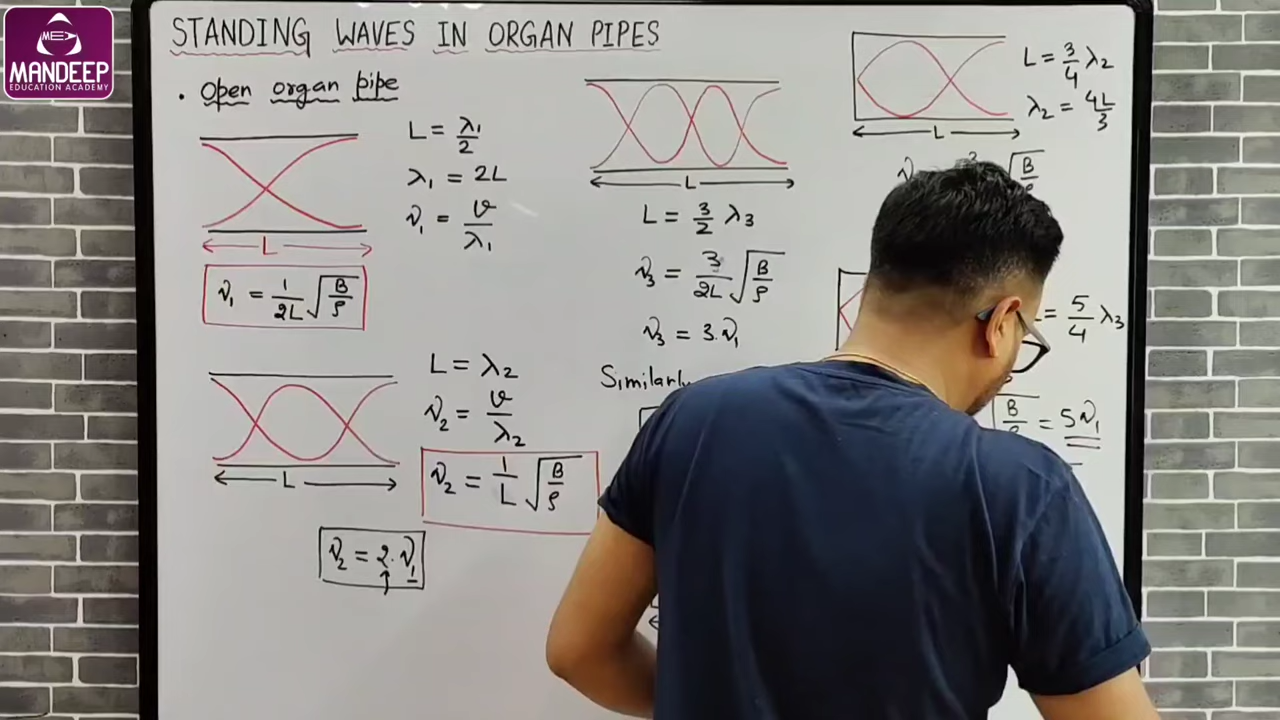 MEA
MANDEEP
EDUCATION ACADEMY
STANDING WAVES IN ORGAN PIPES
. Open organ pipe
L = λ₁/2
λ₁ = 2L
ν₁ = v/λ₁
L
ν₁ = 1/2L √B/ρ
L = λ₂
ν₂ = v/λ₂
L
ν₂ = 1/L √B/ρ
ν₂ = 2.ν₁
L
L = 3/2 λ₃
ν₃ = 3/2L √B/ρ
ν₃ = 3.ν₁
Similarly
L = 3/4 λ₂
λ₂ = 4L/3
L
= 5/4 λ₃
= 5ν₁